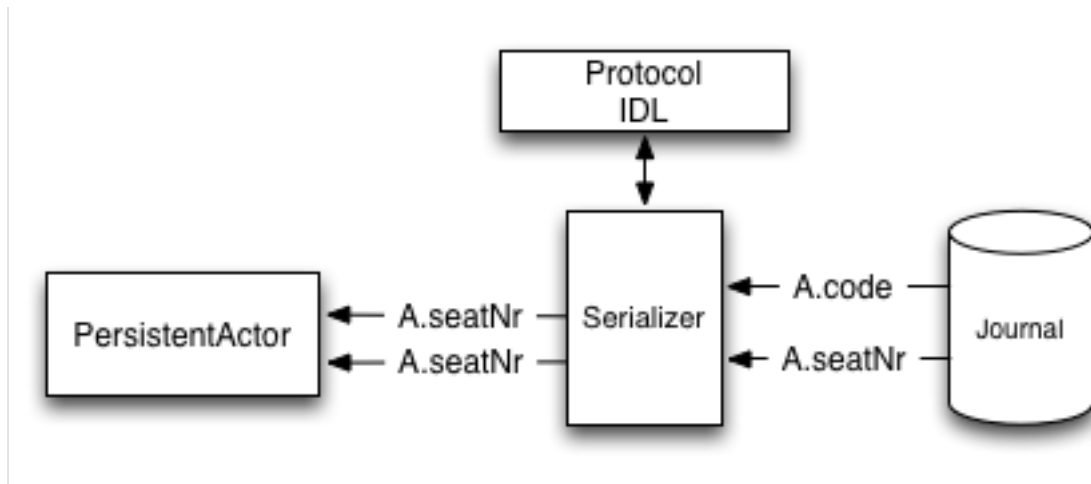 Protocol
IDL
A.code
A.seatNr
Serializer
Journal
PersistentActor
A.seatNr
A.seatNr